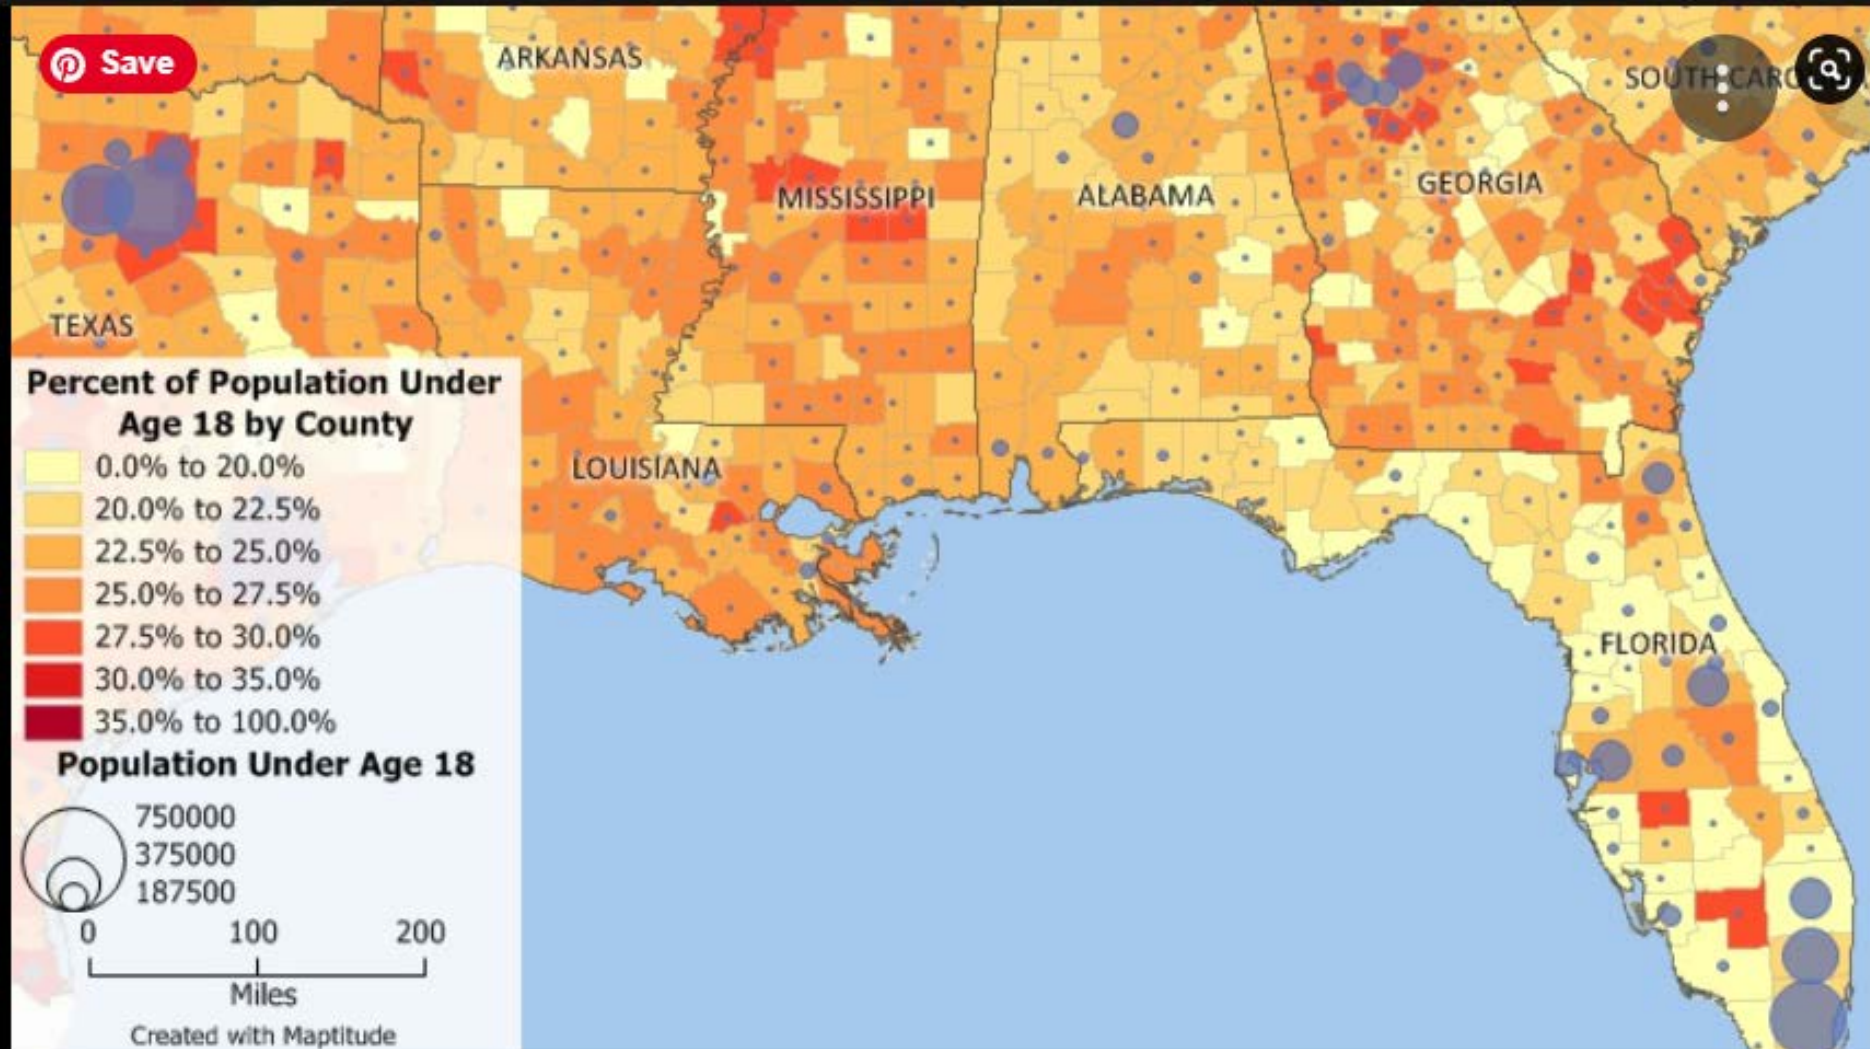 Save
ARKANSAS
MISSISSIPPI
ALABAMA
GEORGIA
TEXAS
LOUISIANA
FLORIDA
Percent of Population Under
Age 18 by County
0.0% to 20.0%
20.0% to 22.5%
22.5% to 25.0%
25.0% to 27.5%
27.5% to 30.0%
30.0% to 35.0%
35.0% to 100.0%
Population Under Age 18
750000
375000
187500
0 100 200
Miles
Created with Maptitude